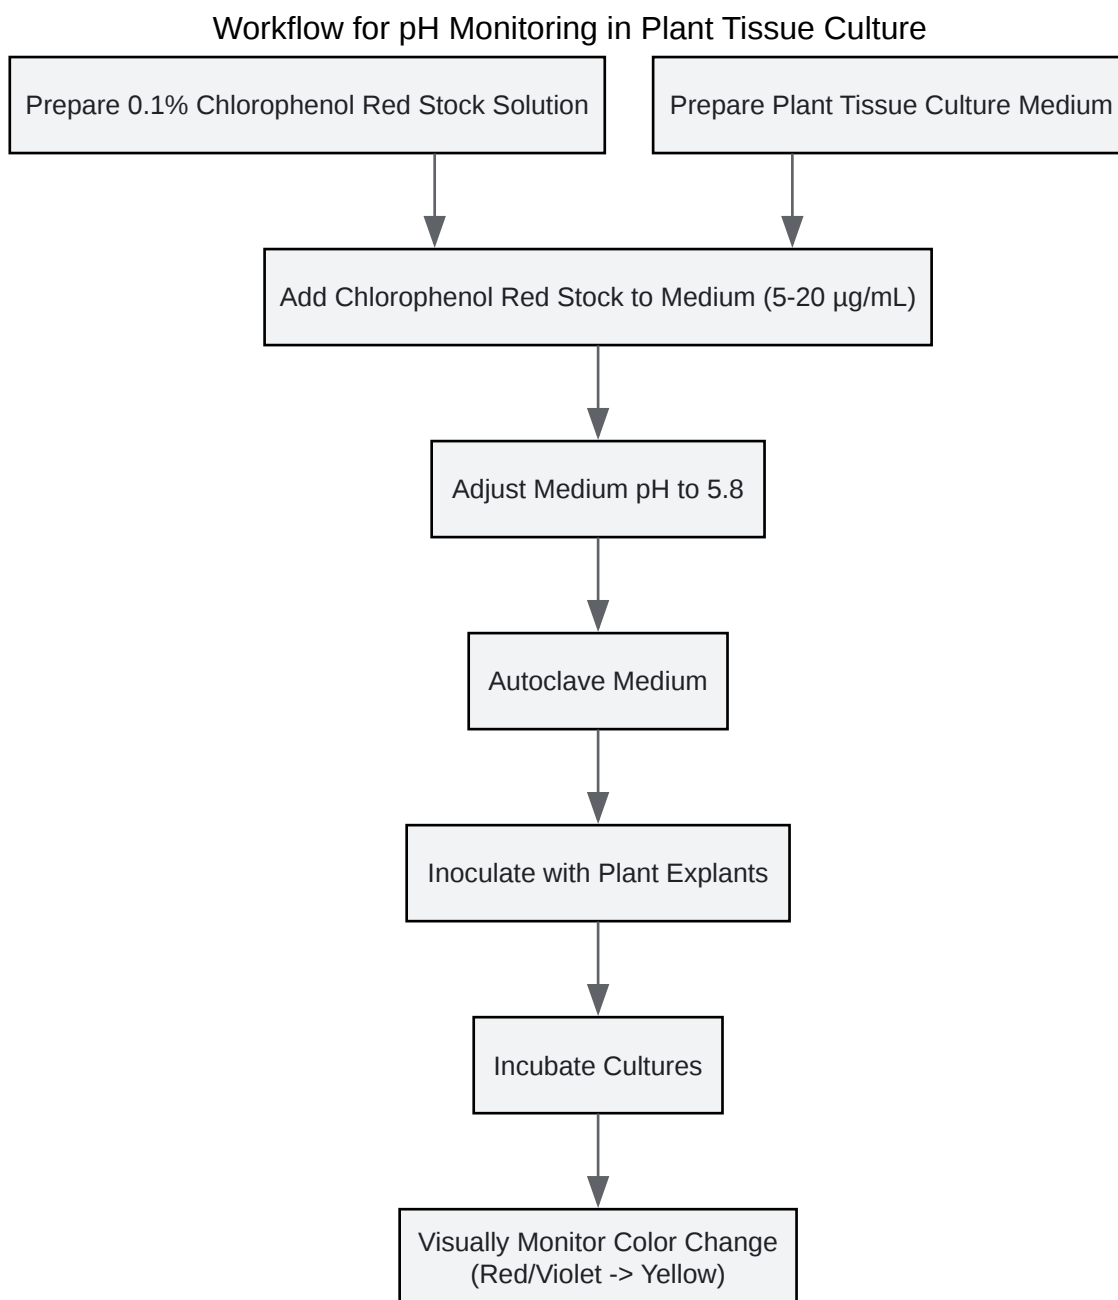 Workflow for pH Monitoring in Plant Tissue Culture
Prepare 0.1% Chlorophenol Red Stock Solution
Prepare Plant Tissue Culture Medium
Add Chlorophenol Red Stock to Medium (5-20 µg/mL)
Adjust Medium pH to 5.8
Autoclave Medium
Inoculate with Plant Explants
Incubate Cultures
Visually Monitor Color Change
(Red/Violet -> Yellow)